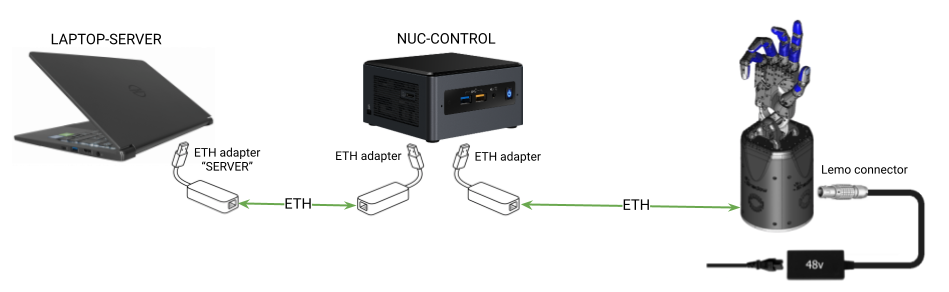 LAPTOP-SERVER
NUC-CONTROL
ETH adapter
“SERVER”
ETH adapter
ETH adapter
Lemo connector
ETH
ETH
48v